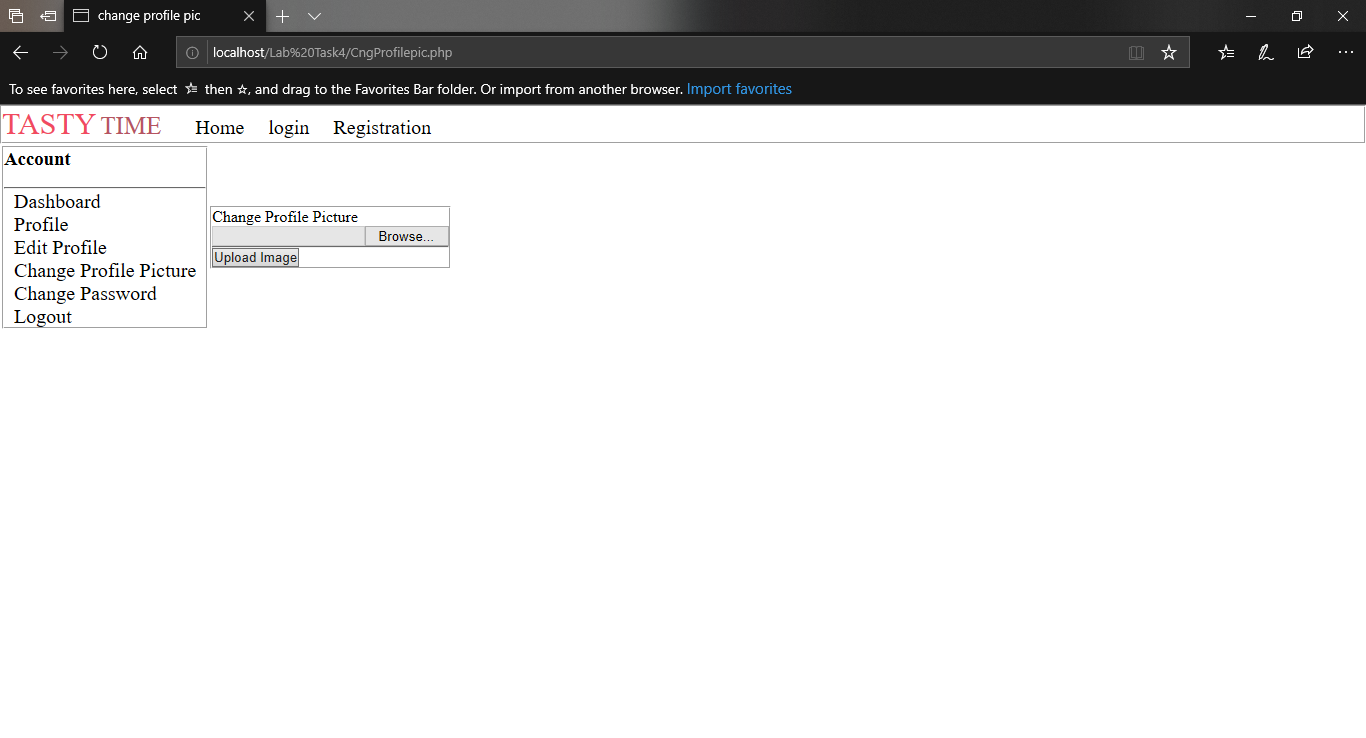 change profile pic
localhost/Lab%20Task4/CngProfilepic.php
To see favorites here, select then , and drag to the Favorites Bar folder. Or import from another browser. Import favorites
TASTY TIME Home login Registration
Account
Dashboard
Profile
Edit Profile
Change Profile Picture
Change Password
Logout
Change Profile Picture
Browse...
Upload Image